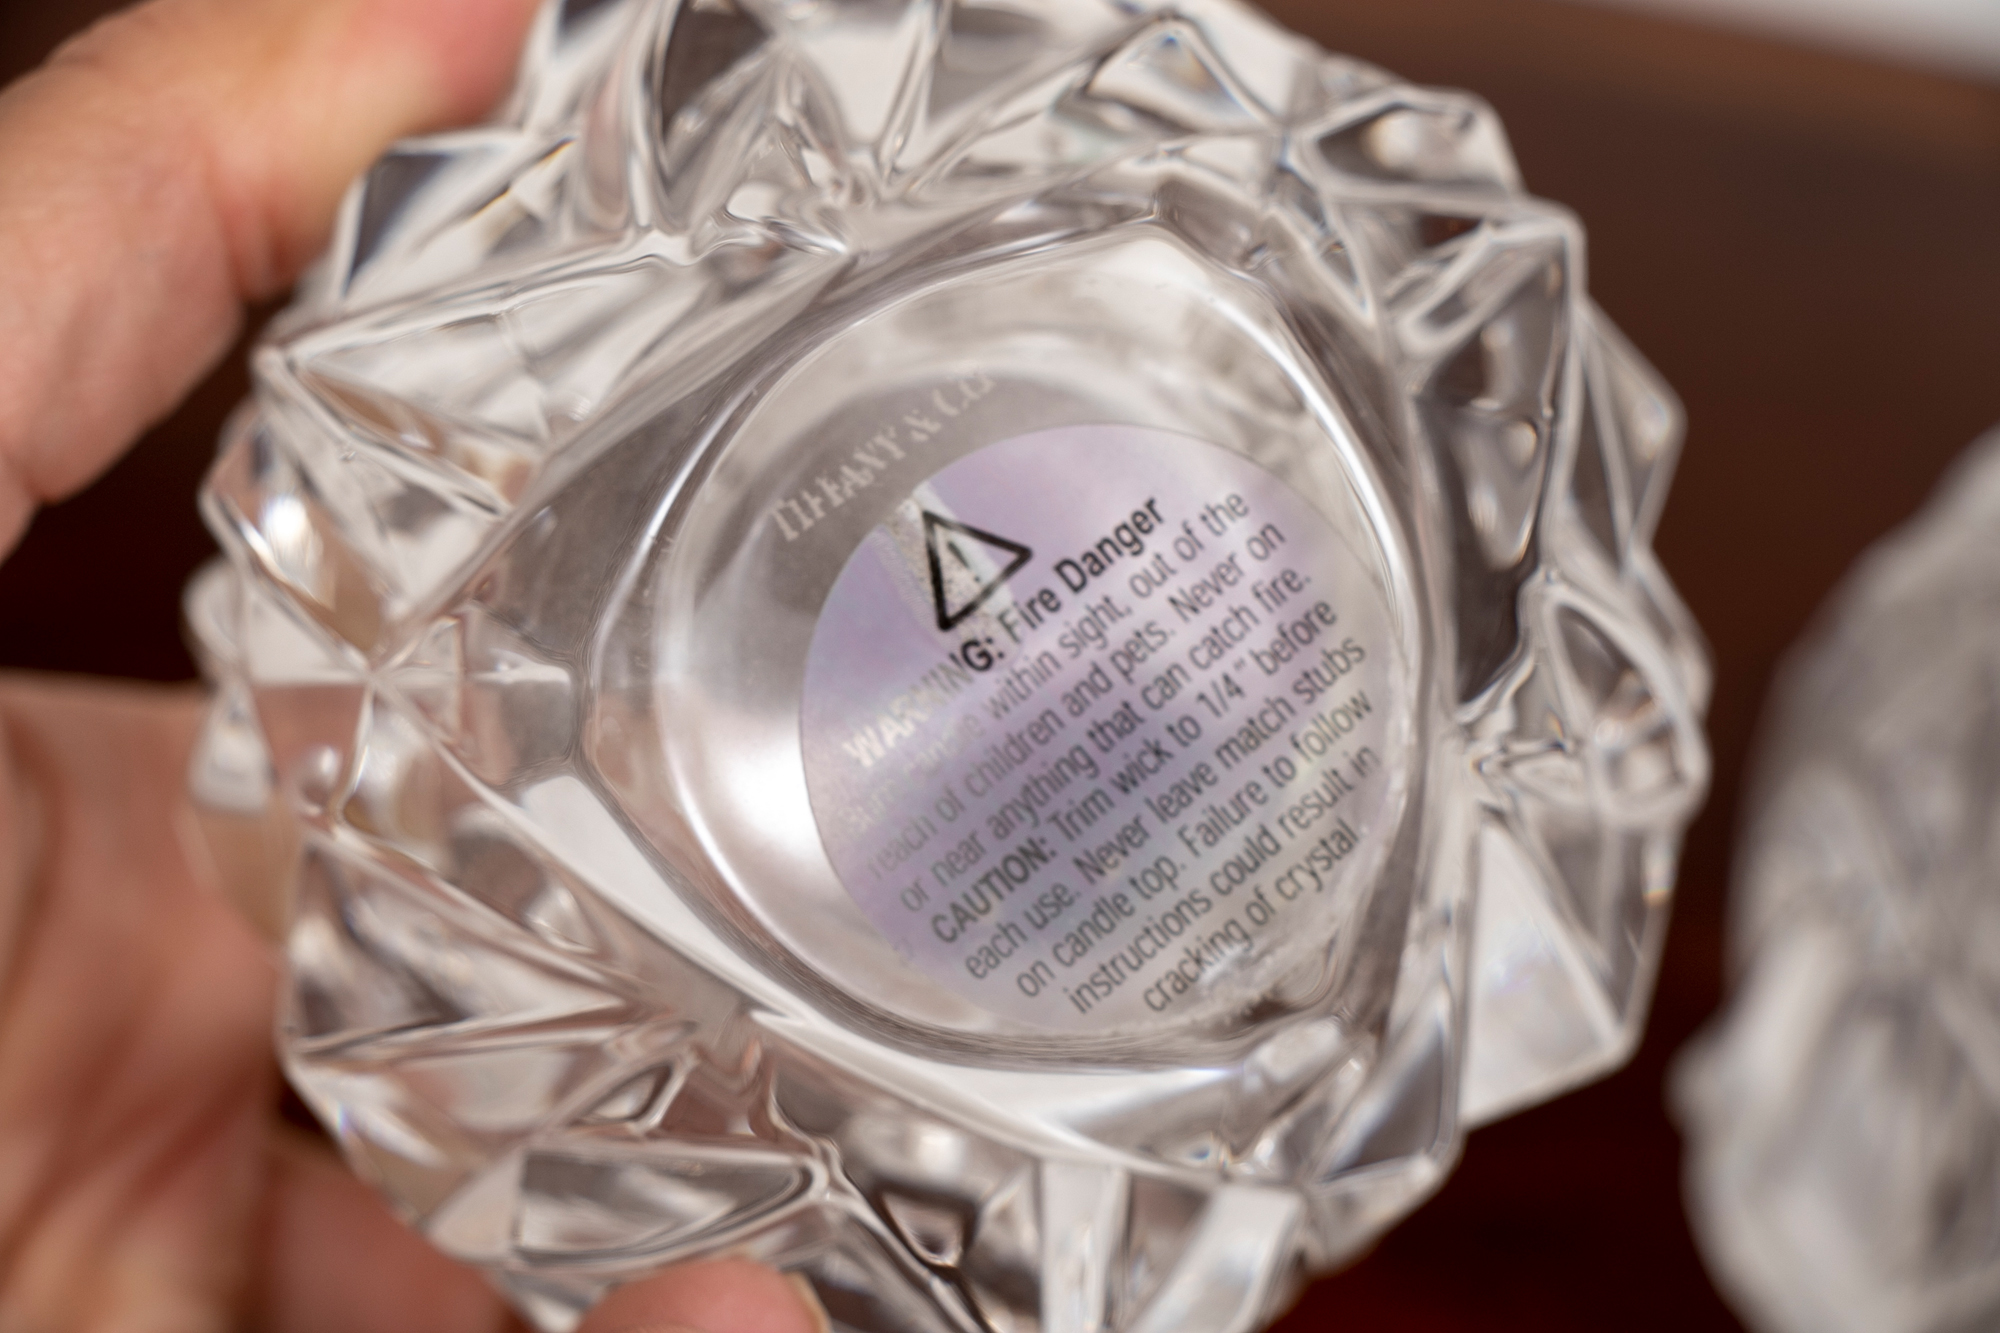 TIFFANY & CO
WARNING: Fire Danger
within sight, out of the
reach of children and pets. Never on
or near anything that can catch fire.
CAUTION: Trim wick to 1/4" before
each use. Never leave match stubs
on candle top. Failure to follow
instructions could result in
cracking of crystal.